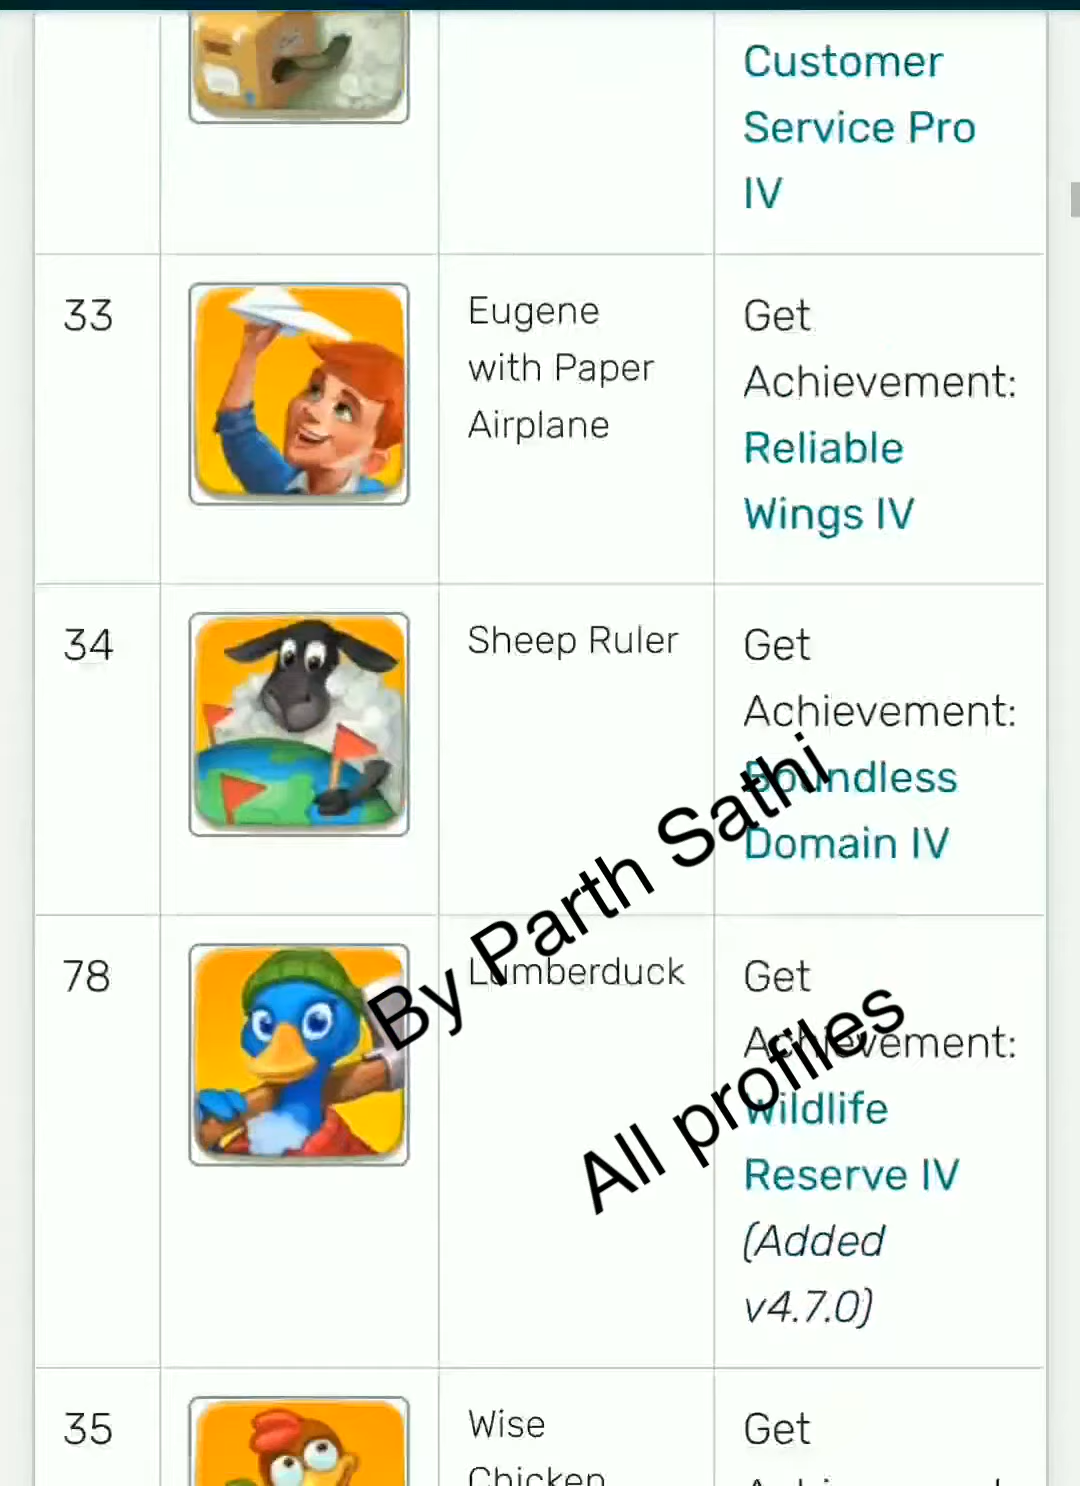 Customer
Service Pro
IV
33
Eugene
with Paper
Airplane
Get
Achievement:
Reliable
Wings IV
34
Sheep Ruler
Get
Achievement:
Boundless
Domain IV
By Parth Sathi
78
Lumberduck
Get
Achievement:
Wildlife
Reserve IV
(Added
v4.7.0)
All profiles
35
Wise
Chicken
Get